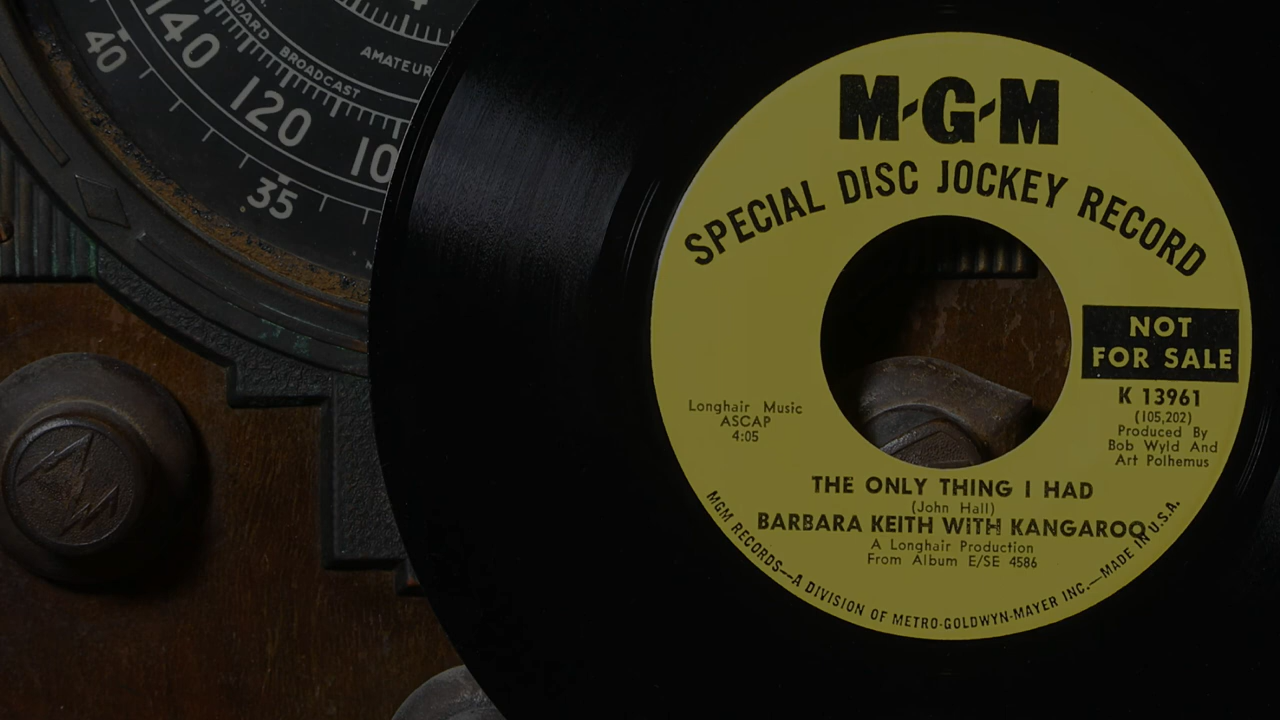 4
140
NDARD BROADCAST
AMATEUR
40
120
10
35
M-G-M
SPECIAL DISC JOCKEY RECORD
NOT
FOR SALE
K 13961
(105,202)
Produced By
Bob Wyld And
Art Polhemus
Longhair Music
ASCAP
4:05
THE ONLY THING I HAD
(John Hall)
BARBARA KEITH WITH KANGAROO
A Longhair Production
From Album E/SE 4586
MGM RECORDS—A DIVISION OF METRO-GOLDWYN-MAYER INC.—MADE IN U.S.A.